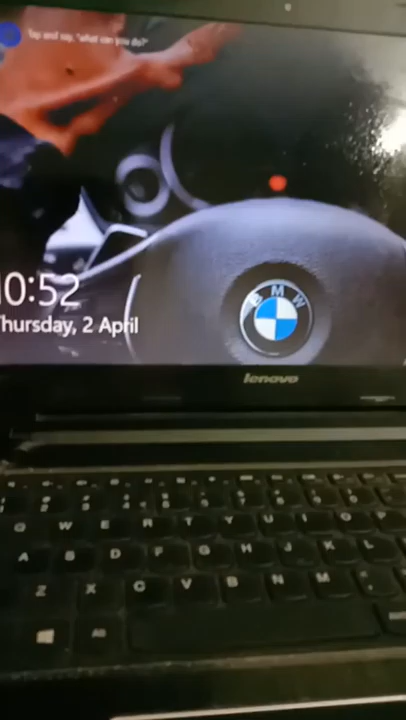 Tap and say, "what can you do?"
10:52
Thursday, 2 April
BMW
lenovo
Q W E R T Y U I O P
A S D F G H J K L
Z X C V B N M